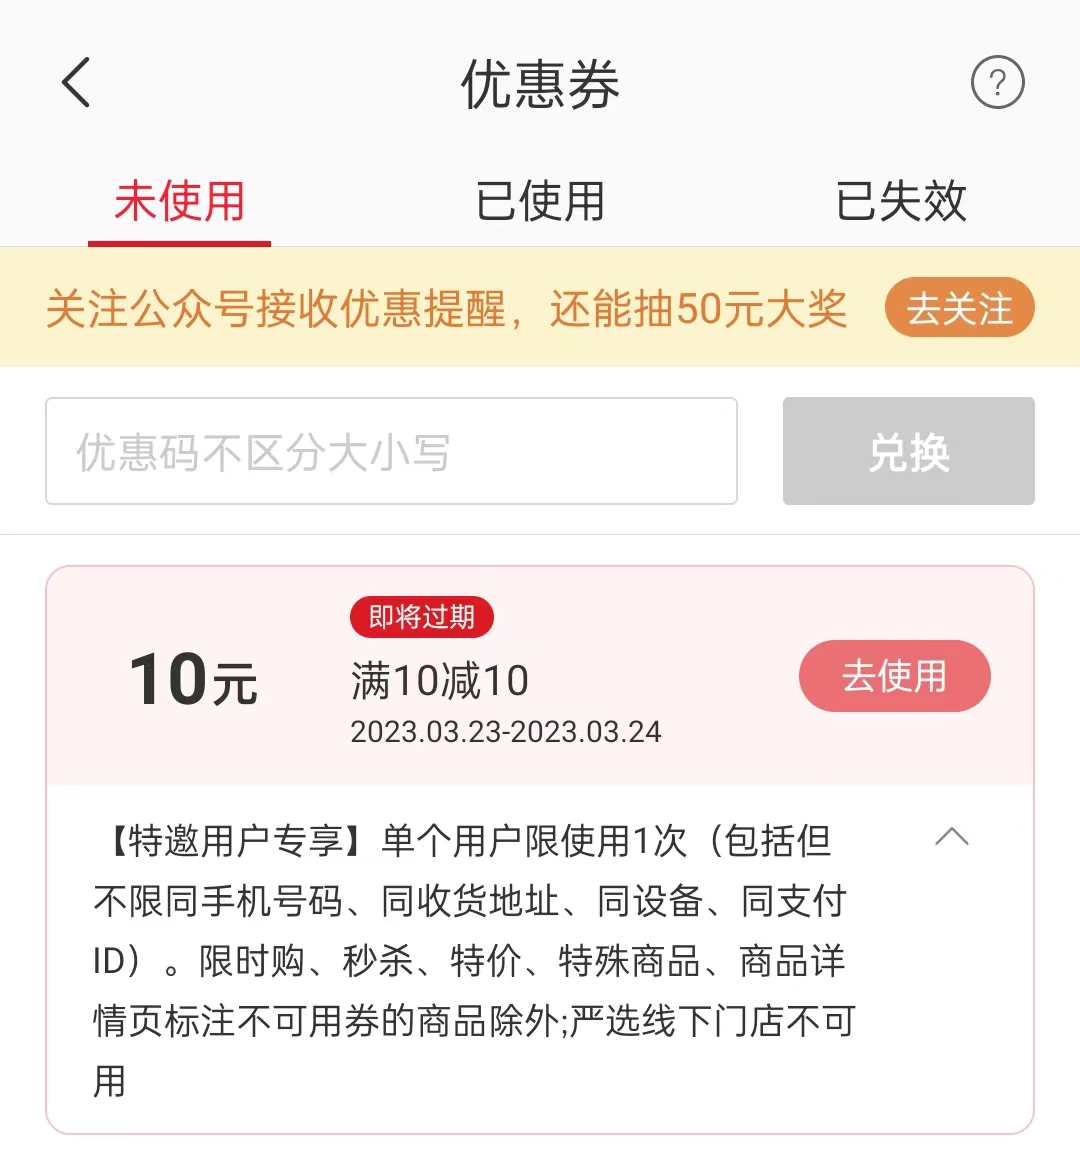 优惠券
?
未使用 已使用 已失效
关注公众号接收优惠提醒，还能抽50元大奖 去关注
优惠码不区分大小写 兑换
即将过期
10元 满10减10 去使用
2023.03.23-2023.03.24
【特邀用户专享】单个用户限使用1次（包括但
不限同手机号码、同收货地址、同设备、同支付
ID）。限时购、秒杀、特价、特殊商品、商品详
情页标注不可用券的商品除外;严选线下门店不可
用